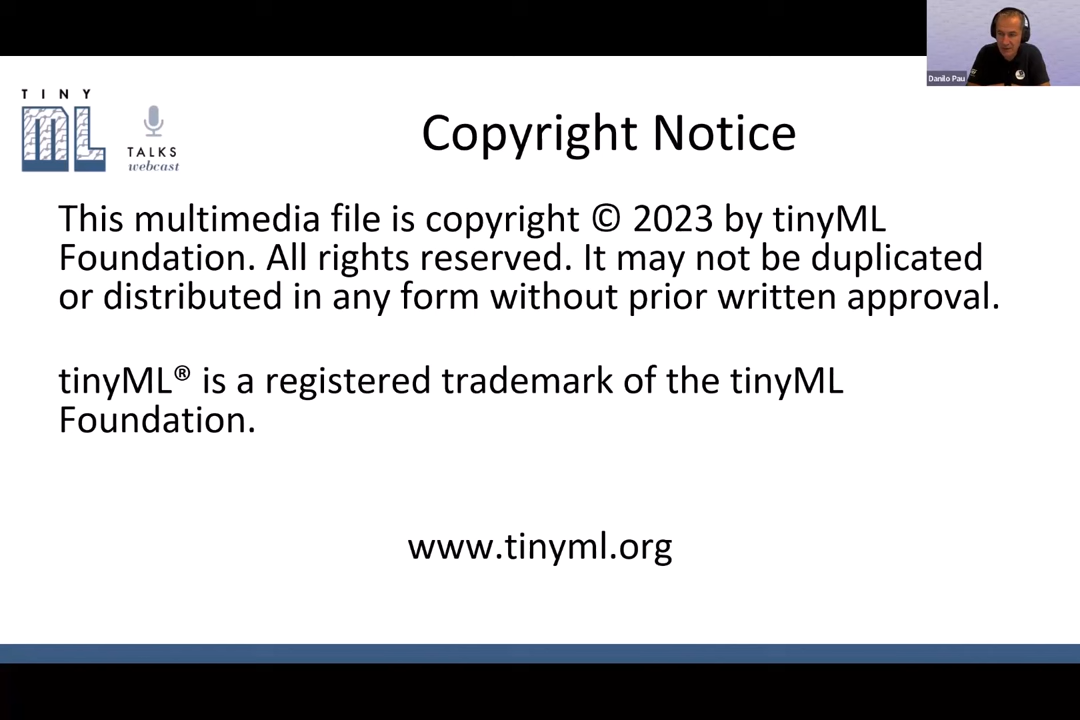 Danilo Pau
TINY
ML
TALKS
webcast
Copyright Notice
This multimedia file is copyright © 2023 by tinyML
Foundation. All rights reserved. It may not be duplicated
or distributed in any form without prior written approval.
tinyML® is a registered trademark of the tinyML
Foundation.
www.tinyml.org